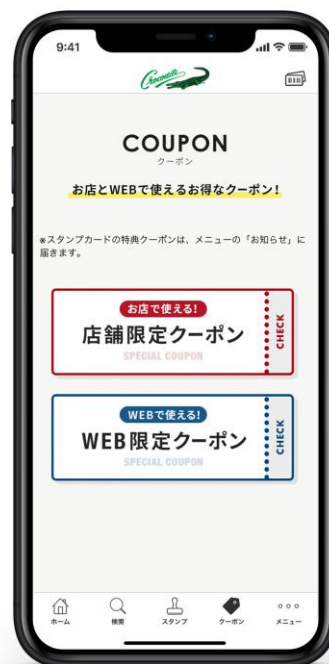 9:41
Crocodile
COUPON
クーポン
お店とWEBで使えるお得なクーポン!
※スタンプカードの特典クーポンは、メニューの「お知らせ」に
届きます。
お店で使える!
店舗限定クーポン
SPECIAL COUPON
CHECK
WEBで使える!
WEB限定クーポン
SPECIAL COUPON
CHECK
ホーム
検索
スタンプ
クーポン
メニュー